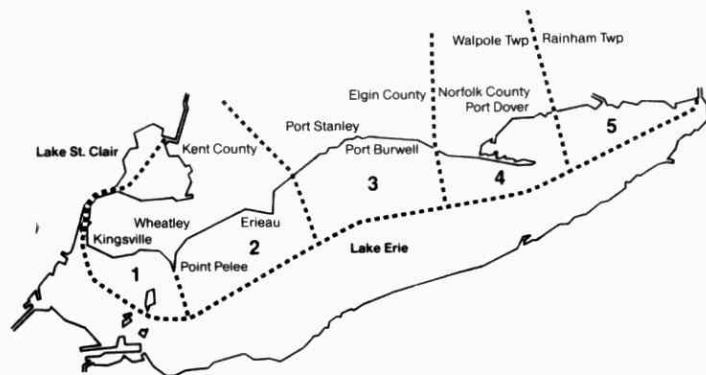 Walpole Twp
Rainham Twp
Elgin County
Norfolk County
Port Dover
Port Stanley
Lake St. Clair
Kent County
Port Burwell
5
4
3
Wheatley
Erieau
Kingsville
2
Lake Erie
Point Pelee
1